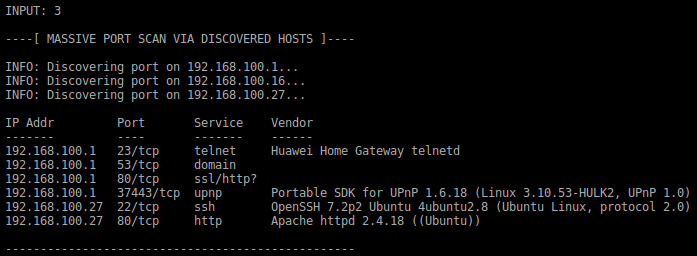 INPUT: 3
----[ MASSIVE PORT SCAN VIA DISCOVERED HOSTS ]----
INFO: Discovering port on 192.168.100.1...
INFO: Discovering port on 192.168.100.16...
INFO: Discovering port on 192.168.100.27...
IP Addr Port Service Vendor
------- ---- ------- ------
192.168.100.1 23/tcp telnet Huawei Home Gateway telnetd
192.168.100.1 53/tcp domain
192.168.100.1 80/tcp ssl/http?
192.168.100.1 37443/tcp upnp Portable SDK for UPnP 1.6.18 (Linux 3.10.53-HULK2, UPnP 1.0)
192.168.100.27 22/tcp ssh OpenSSH 7.2p2 Ubuntu 4ubuntu2.8 (Ubuntu Linux, protocol 2.0)
192.168.100.27 80/tcp http Apache httpd 2.4.18 ((Ubuntu))
--------------------------------------------------